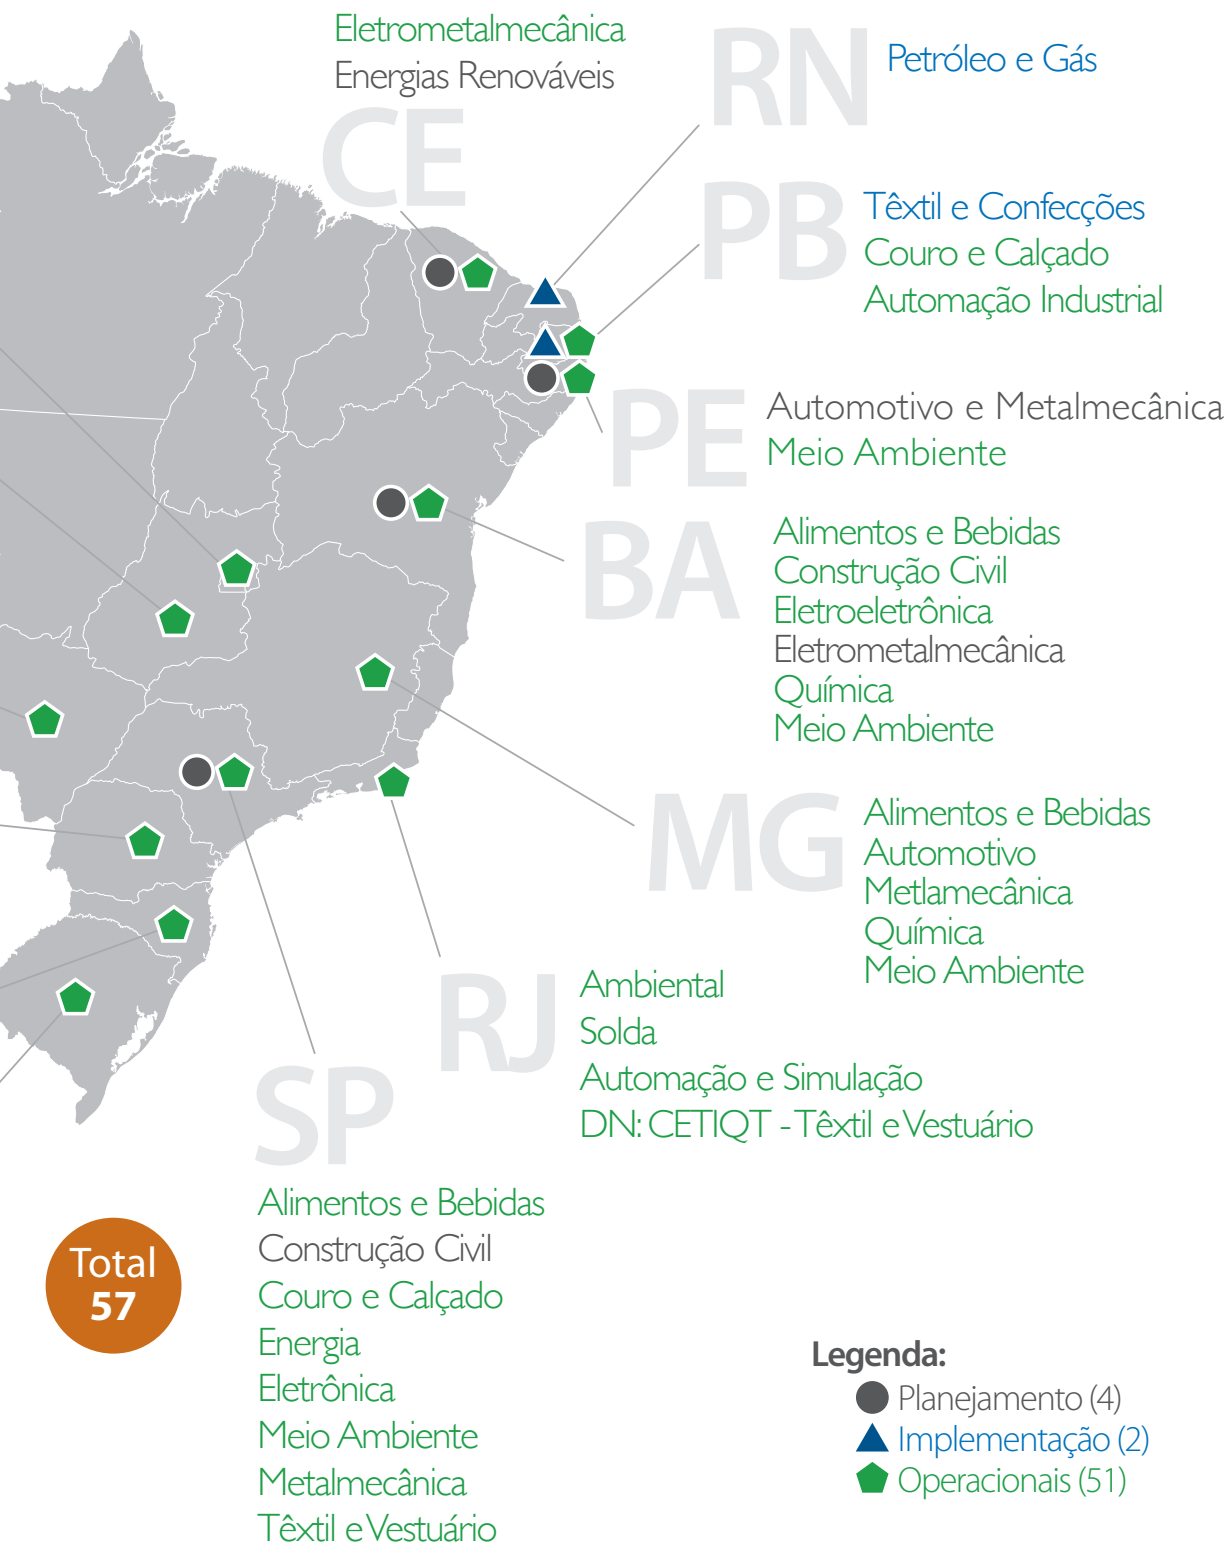 Eletrometalmecânica
Energias Renováveis
CE
RN
Petróleo e Gás
PB
Têxtil e Confecções
Couro e Calçado
Automação Industrial
PE
Automotivo e Metalmecânica
Meio Ambiente
BA
Alimentos e Bebidas
Construção Civil
Eletroeletrônica
Eletrometalmecânica
Química
Meio Ambiente
MG
Alimentos e Bebidas
Automotivo
Metlamecânica
Química
Meio Ambiente
RJ
Ambiental
Solda
Automação e Simulação
DN: CETIQT - Têxtil e Vestuário
SP
Alimentos e Bebidas
Construção Civil
Couro e Calçado
Energia
Eletrônica
Meio Ambiente
Metalmecânica
Têxtil e Vestuário
Total
57
Legenda:
Planejamento (4)
Implementação (2)
Operacionais (51)